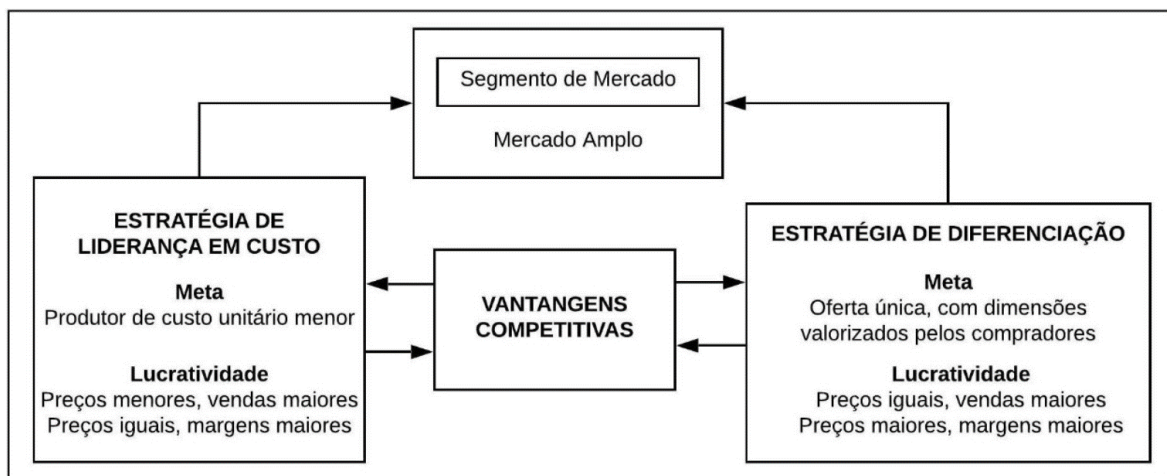 Segmento de Mercado
Mercado Amplo
ESTRATÉGIA DE
LIDERANÇA EM CUSTO
Meta
Produtor de custo unitário menor
Lucratividade
Preços menores, vendas maiores
Preços iguais, margens maiores
VANTANGENS
COMPETITIVAS
ESTRATÉGIA DE DIFERENCIAÇÃO
Meta
Oferta única, com dimensões
valorizados pelos compradores
Lucratividade
Preços iguais, vendas maiores
Preços maiores, margens maiores